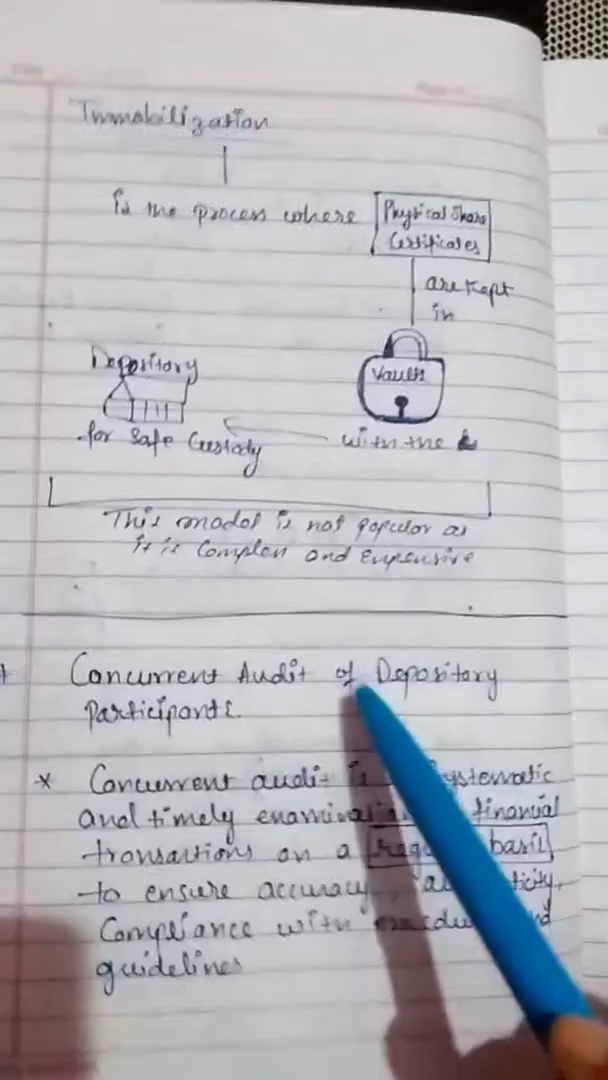 Immobilization
is the process where Physical Share
Certificates
are kept
in
Vault
with the
Depository
for Safe Custody
This model is not popular as
it is Complex and Expensive
Concurrent Audit of Depository
Participants.
* Concurrent audit is systematic
and timely financial
transactions on a basis
to ensure accuracy,
Compliance with
guidelines